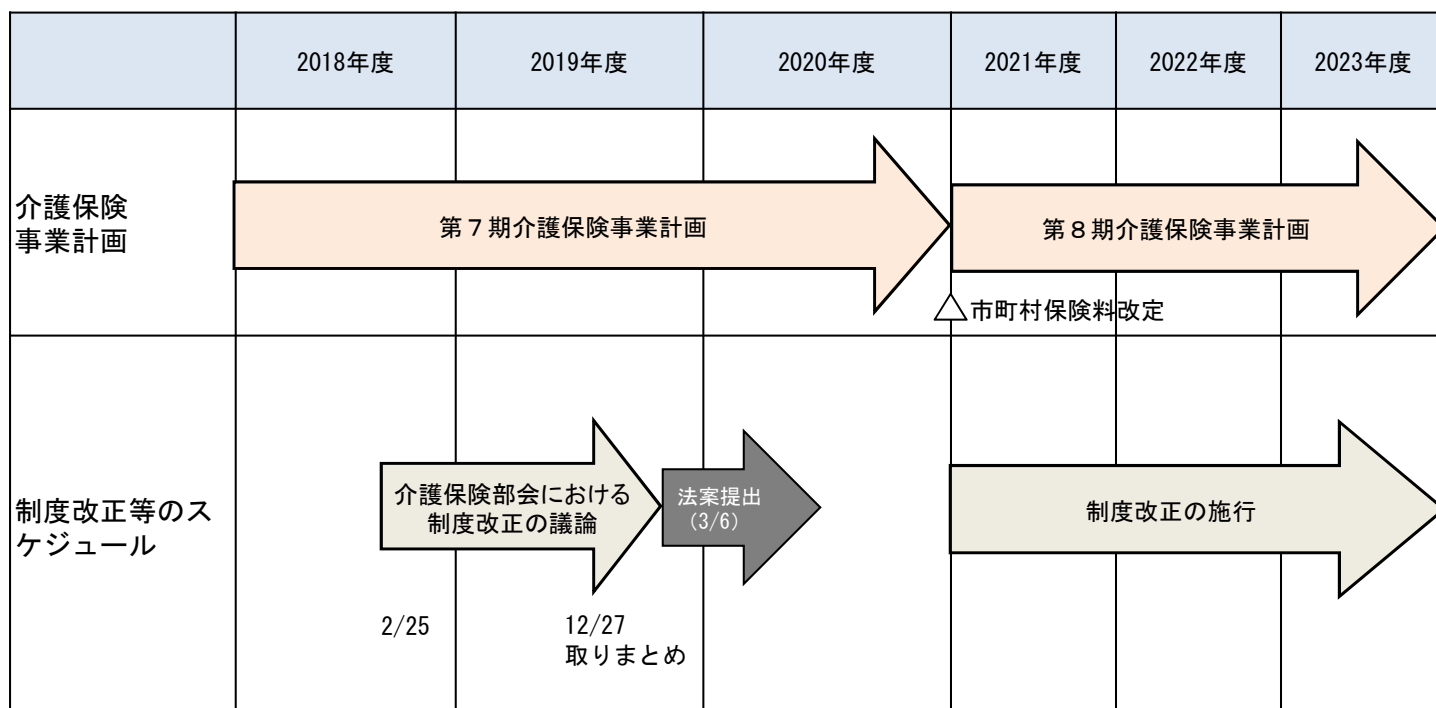 2018年度
2019年度
2020年度
2021年度
2022年度
2023年度
介護保険
事業計画
第7期介護保険事業計画
第8期介護保険事業計画
△市町村保険料改定
制度改正等のス
ケジュール
介護保険部会における
制度改正の議論
法案提出
(3/6)
制度改正の施行
2/25
12/27
取りまとめ